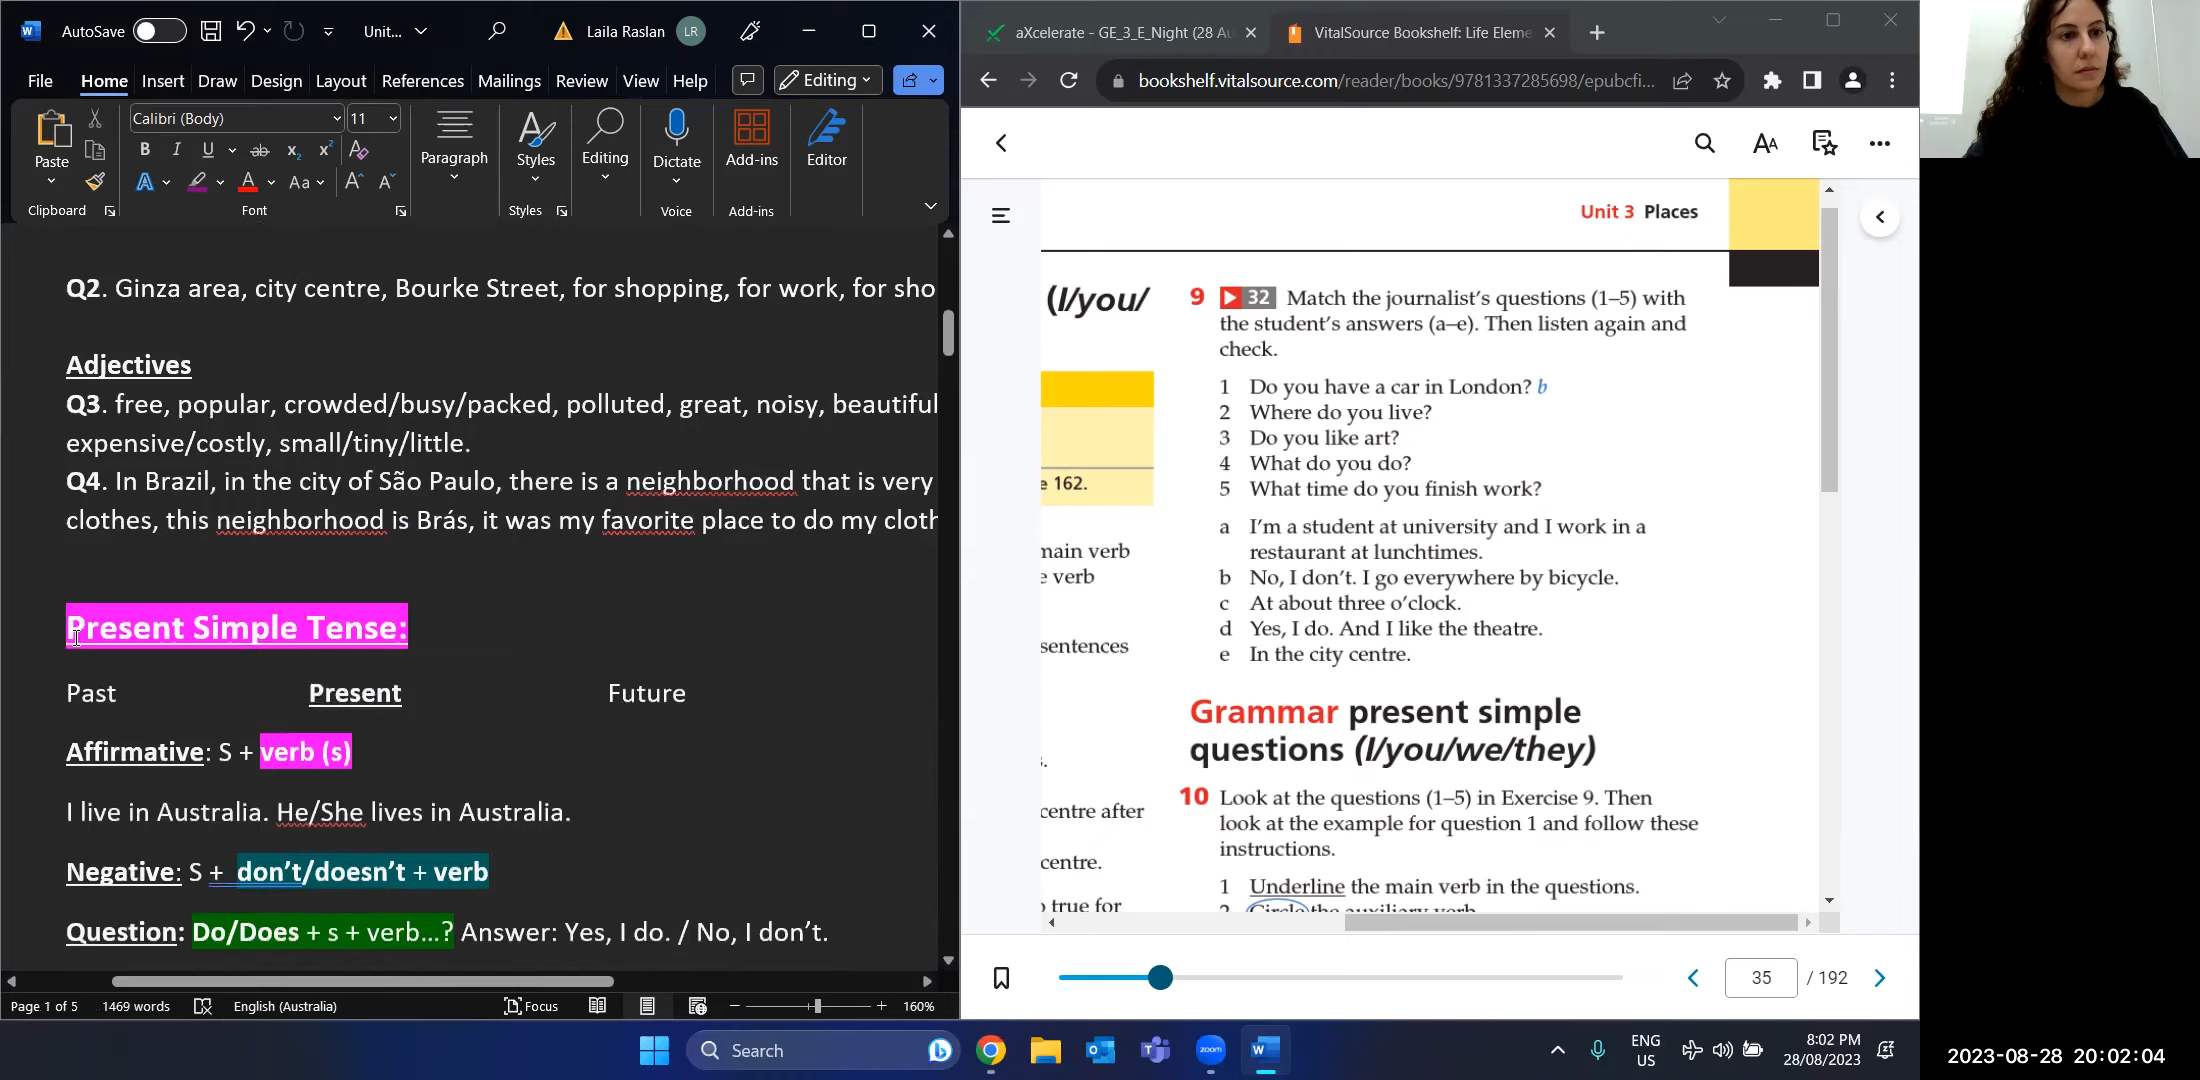 AutoSave
Unit...
Laila Raslan
LR
File Home Insert Draw Design Layout References Mailings Review View Help
Editing
Calibri (Body)
11
Paste
Clipboard
Font
Paragraph
Styles
Styles
Editing
Dictate
Voice
Add-ins
Add-ins
Editor
Q2. Ginza area, city centre, Bourke Street, for shopping, for work, for sho
Adjectives
Q3. free, popular, crowded/busy/packed, polluted, great, noisy, beautiful
expensive/costly, small/tiny/little.
Q4. In Brazil, in the city of São Paulo, there is a neighborhood that is very
clothes, this neighborhood is Brás, it was my favorite place to do my cloth
Present Simple Tense:
Past Present Future
Affirmative: S + verb (s)
I live in Australia. He/She lives in Australia.
Negative: S + don't/doesn't + verb
Question: Do/Does + s + verb...? Answer: Yes, I do. / No, I don't.
Page 1 of 5 1469 words English (Australia) Focus 160%
aXcelerate - GE_3_E_Night (28 Au
VitalSource Bookshelf: Life Eleme
bookshelf.vitalsource.com/reader/books/9781337285698/epubcfi...
Unit 3 Places
(I/you/
e 162.
main verb
e verb
sentences
s.
centre after
centre.
true for
9 32 Match the journalist's questions (1–5) with
the student's answers (a–e). Then listen again and
check.
1 Do you have a car in London? b
2 Where do you live?
3 Do you like art?
4 What do you do?
5 What time do you finish work?
a I'm a student at university and I work in a
restaurant at lunchtimes.
b No, I don't. I go everywhere by bicycle.
c At about three o'clock.
d Yes, I do. And I like the theatre.
e In the city centre.
Grammar present simple
questions (I/you/we/they)
10 Look at the questions (1–5) in Exercise 9. Then
look at the example for question 1 and follow these
instructions.
1 Underline the main verb in the questions.
2 Circle the auxiliary verb
35 / 192
Search
zoom
ENG
US
8:02 PM
28/08/2023
2023-08-28 20:02:04